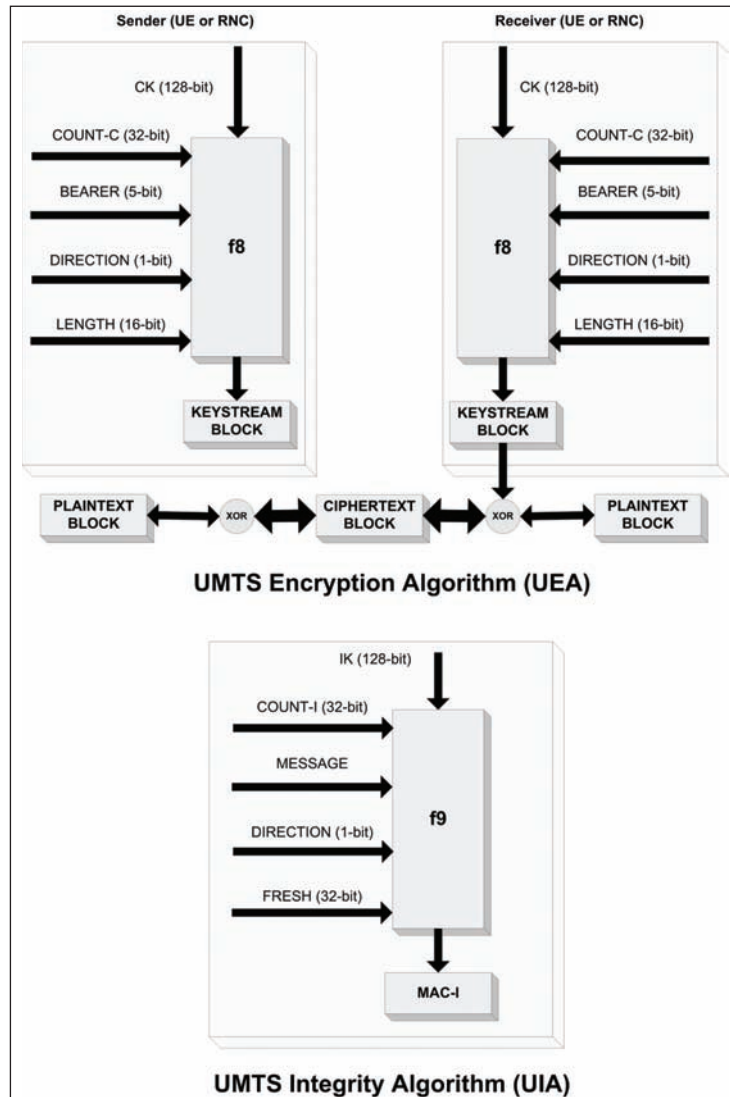 Sender (UE or RNC)
Receiver (UE or RNC)
CK (128-bit)
CK (128-bit)
COUNT-C (32-bit)
COUNT-C (32-bit)
BEARER (5-bit)
BEARER (5-bit)
f8
f8
DIRECTION (1-bit)
DIRECTION (1-bit)
LENGTH (16-bit)
LENGTH (16-bit)
KEYSTREAM
BLOCK
KEYSTREAM
BLOCK
PLAINTEXT
BLOCK
XOR
CIPHERTEXT
BLOCK
XOR
PLAINTEXT
BLOCK
UMTS Encryption Algorithm (UEA)
IK (128-bit)
COUNT-I (32-bit)
MESSAGE
f9
DIRECTION (1-bit)
FRESH (32-bit)
MAC-I
UMTS Integrity Algorithm (UIA)